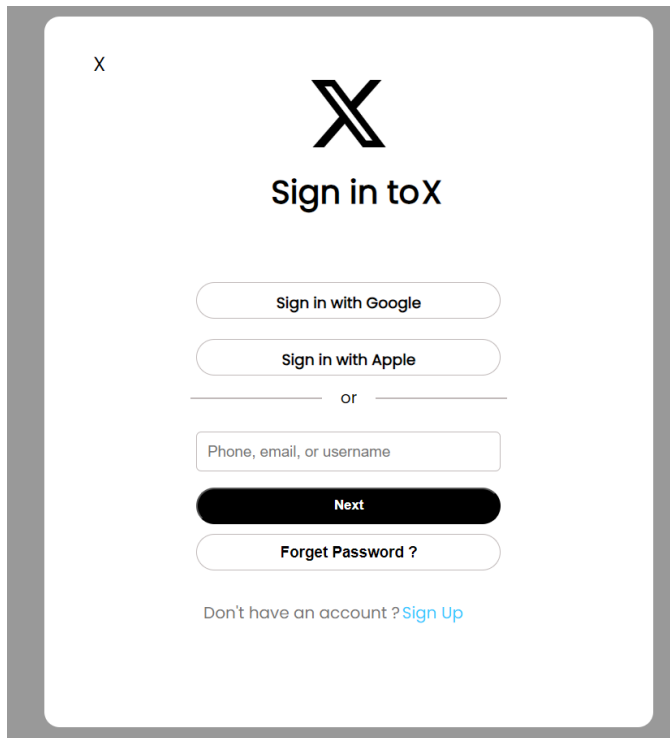 X
X
Sign in to X
Sign in with Google
Sign in with Apple
or
Phone, email, or username
Next
Forget Password ?
Don't have an account ? Sign Up